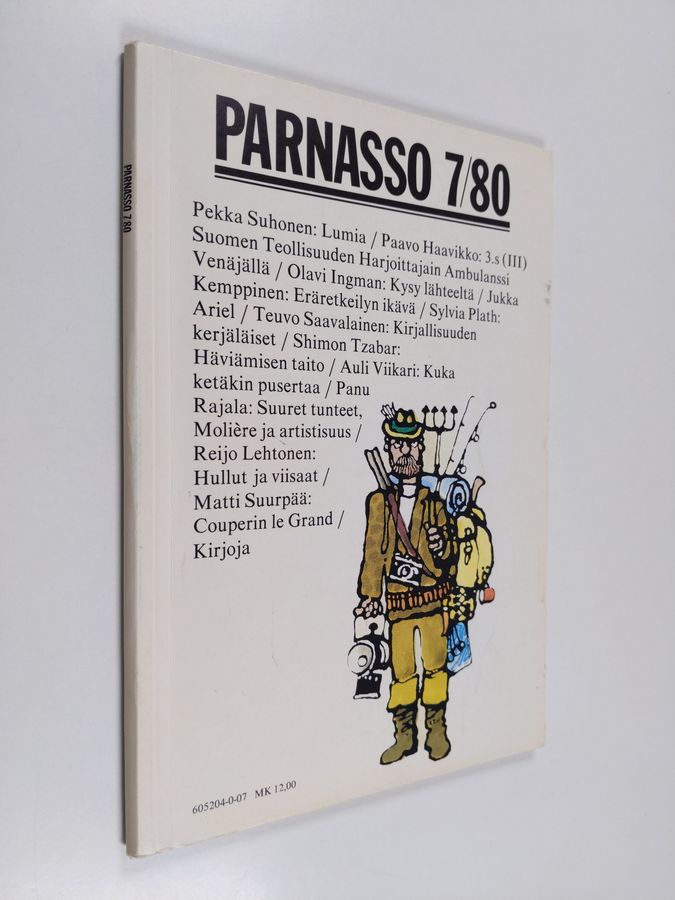 PARNASSO 7/80
PARNASSO 7/80
Pekka Suhonen: Lumia / Paavo Haavikko: 3.s (III)
Suomen Teollisuuden Harjoittajain Ambulanssi
Venäjällä / Olavi Ingman: Kysy lähteeltä / Jukka
Kemppinen: Eräretkeilyn ikävä / Sylvia Plath:
Ariel / Teuvo Saavalainen: Kirjallisuuden
kerjäläiset / Shimon Tzabar:
Häviämisen taito / Auli Viikari: Kuka
ketäkin pusertaa / Panu
Rajala: Suuret tunteet,
Molière ja artistisuus /
Reijo Lehtonen:
Hullut ja viisaat /
Matti Suurpää:
Couperin le Grand /
Kirjoja
605204-0-07 MK 12,00